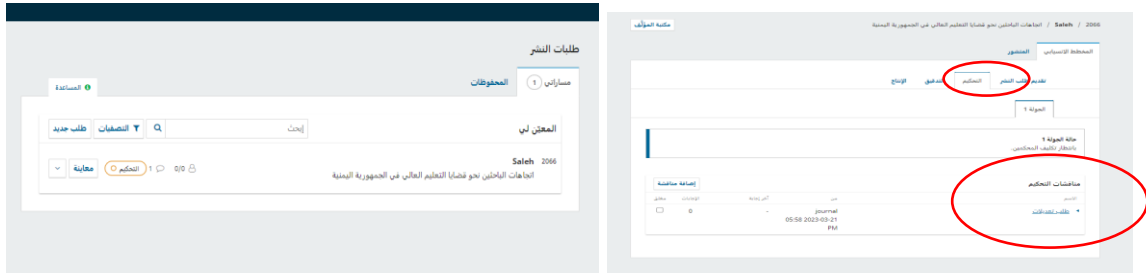 2066 / Saleh / اتجاهات الباحثين نحو قضايا التعليم العالي في الجمهورية اليمنية
مكتبة المؤلف
المخطط الانسيابي المنشور
تقديم طلب النشر التحكيم التدقيق الإنتاج
الجولة 1
حالة الجولة 1
بانتظار تكليف المحكمين.
مناقشات التحكيم إضافة مناقشة
الاسم من آخر إجابة الإجابات مغلق
طلب تعديلات journal - 0
2023-03-21 05:58
PM
طلبات النشر
مساراتي 1 المحفوظات المساعدة
المعيّن لي إبحث التصفيات طلب جديد
2066 Saleh 0/0 1 التحكيم معاينة
اتجاهات الباحثين نحو قضايا التعليم العالي في الجمهورية اليمنية